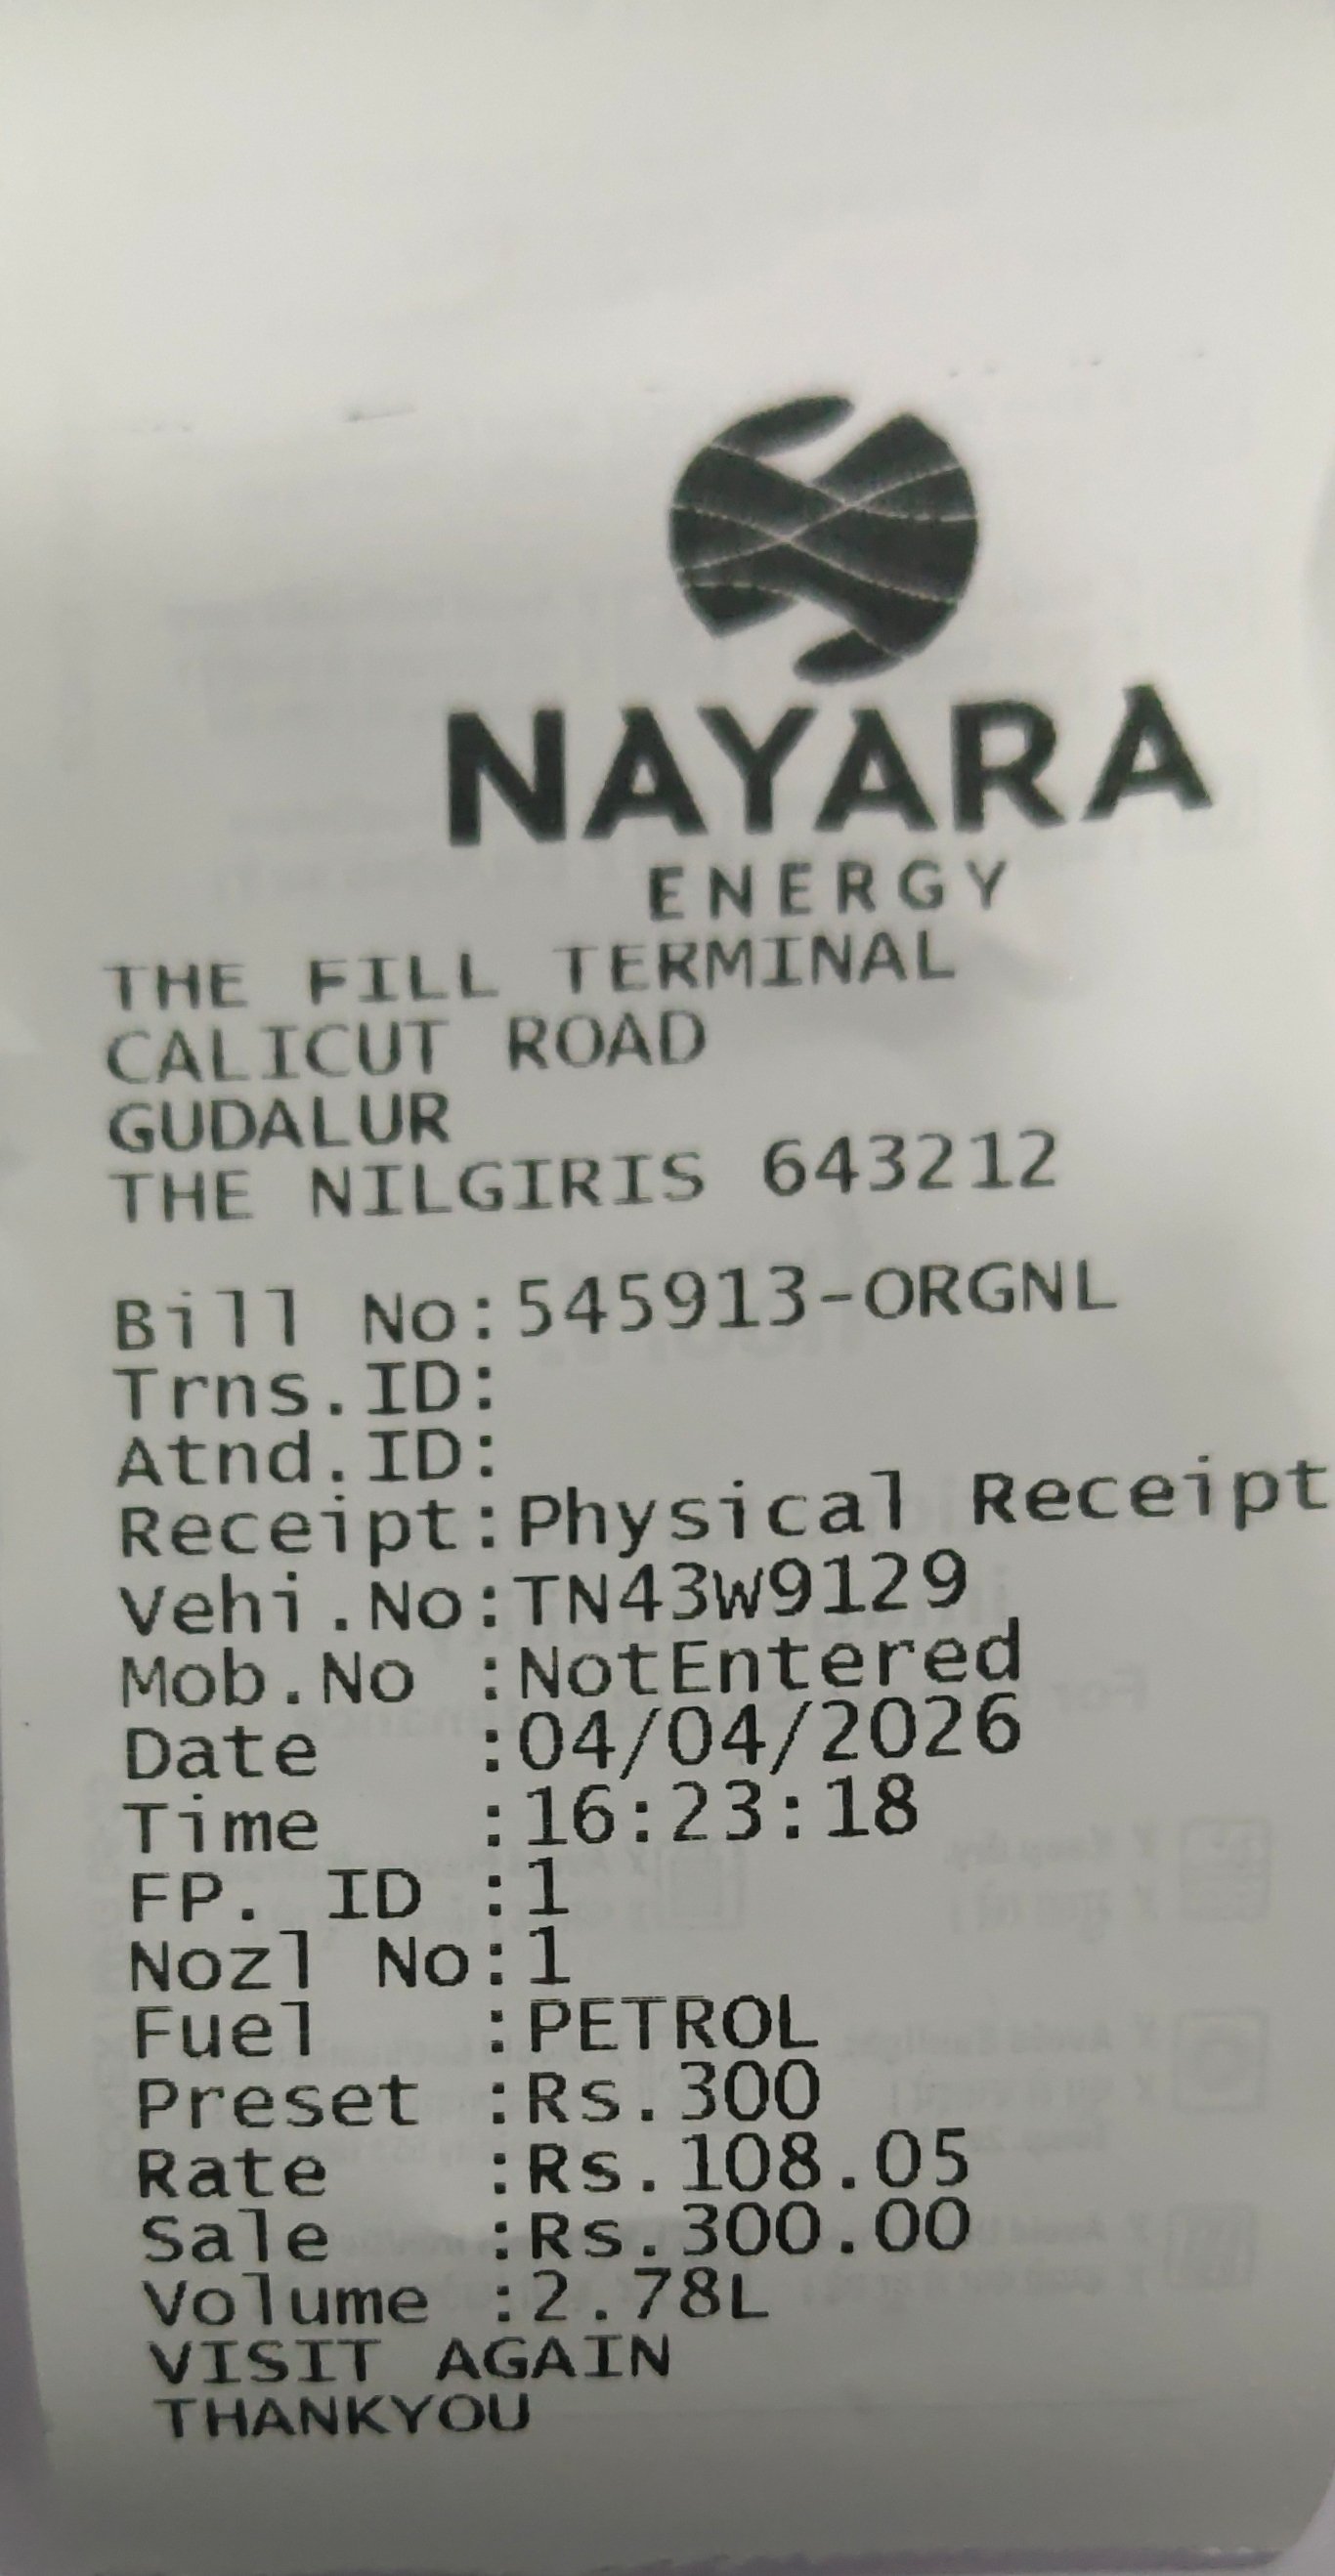 NAYARA
ENERGY
THE FILL TERMINAL
CALICUT ROAD
GUDALUR
THE NILGIRIS 643212
Bill No:545913-ORGNL
Trns.ID:
Atnd.ID:
Receipt:Physical Receipt
Vehi.No:TN43W9129
Mob.No :NotEntered
Date :04/04/2026
Time :16:23:18
FP. ID :1
Nozl No:1
Fuel :PETROL
Preset :Rs.300
Rate :Rs.108.05
Sale :Rs.300.00
Volume :2.78L
VISIT AGAIN
THANKYOU